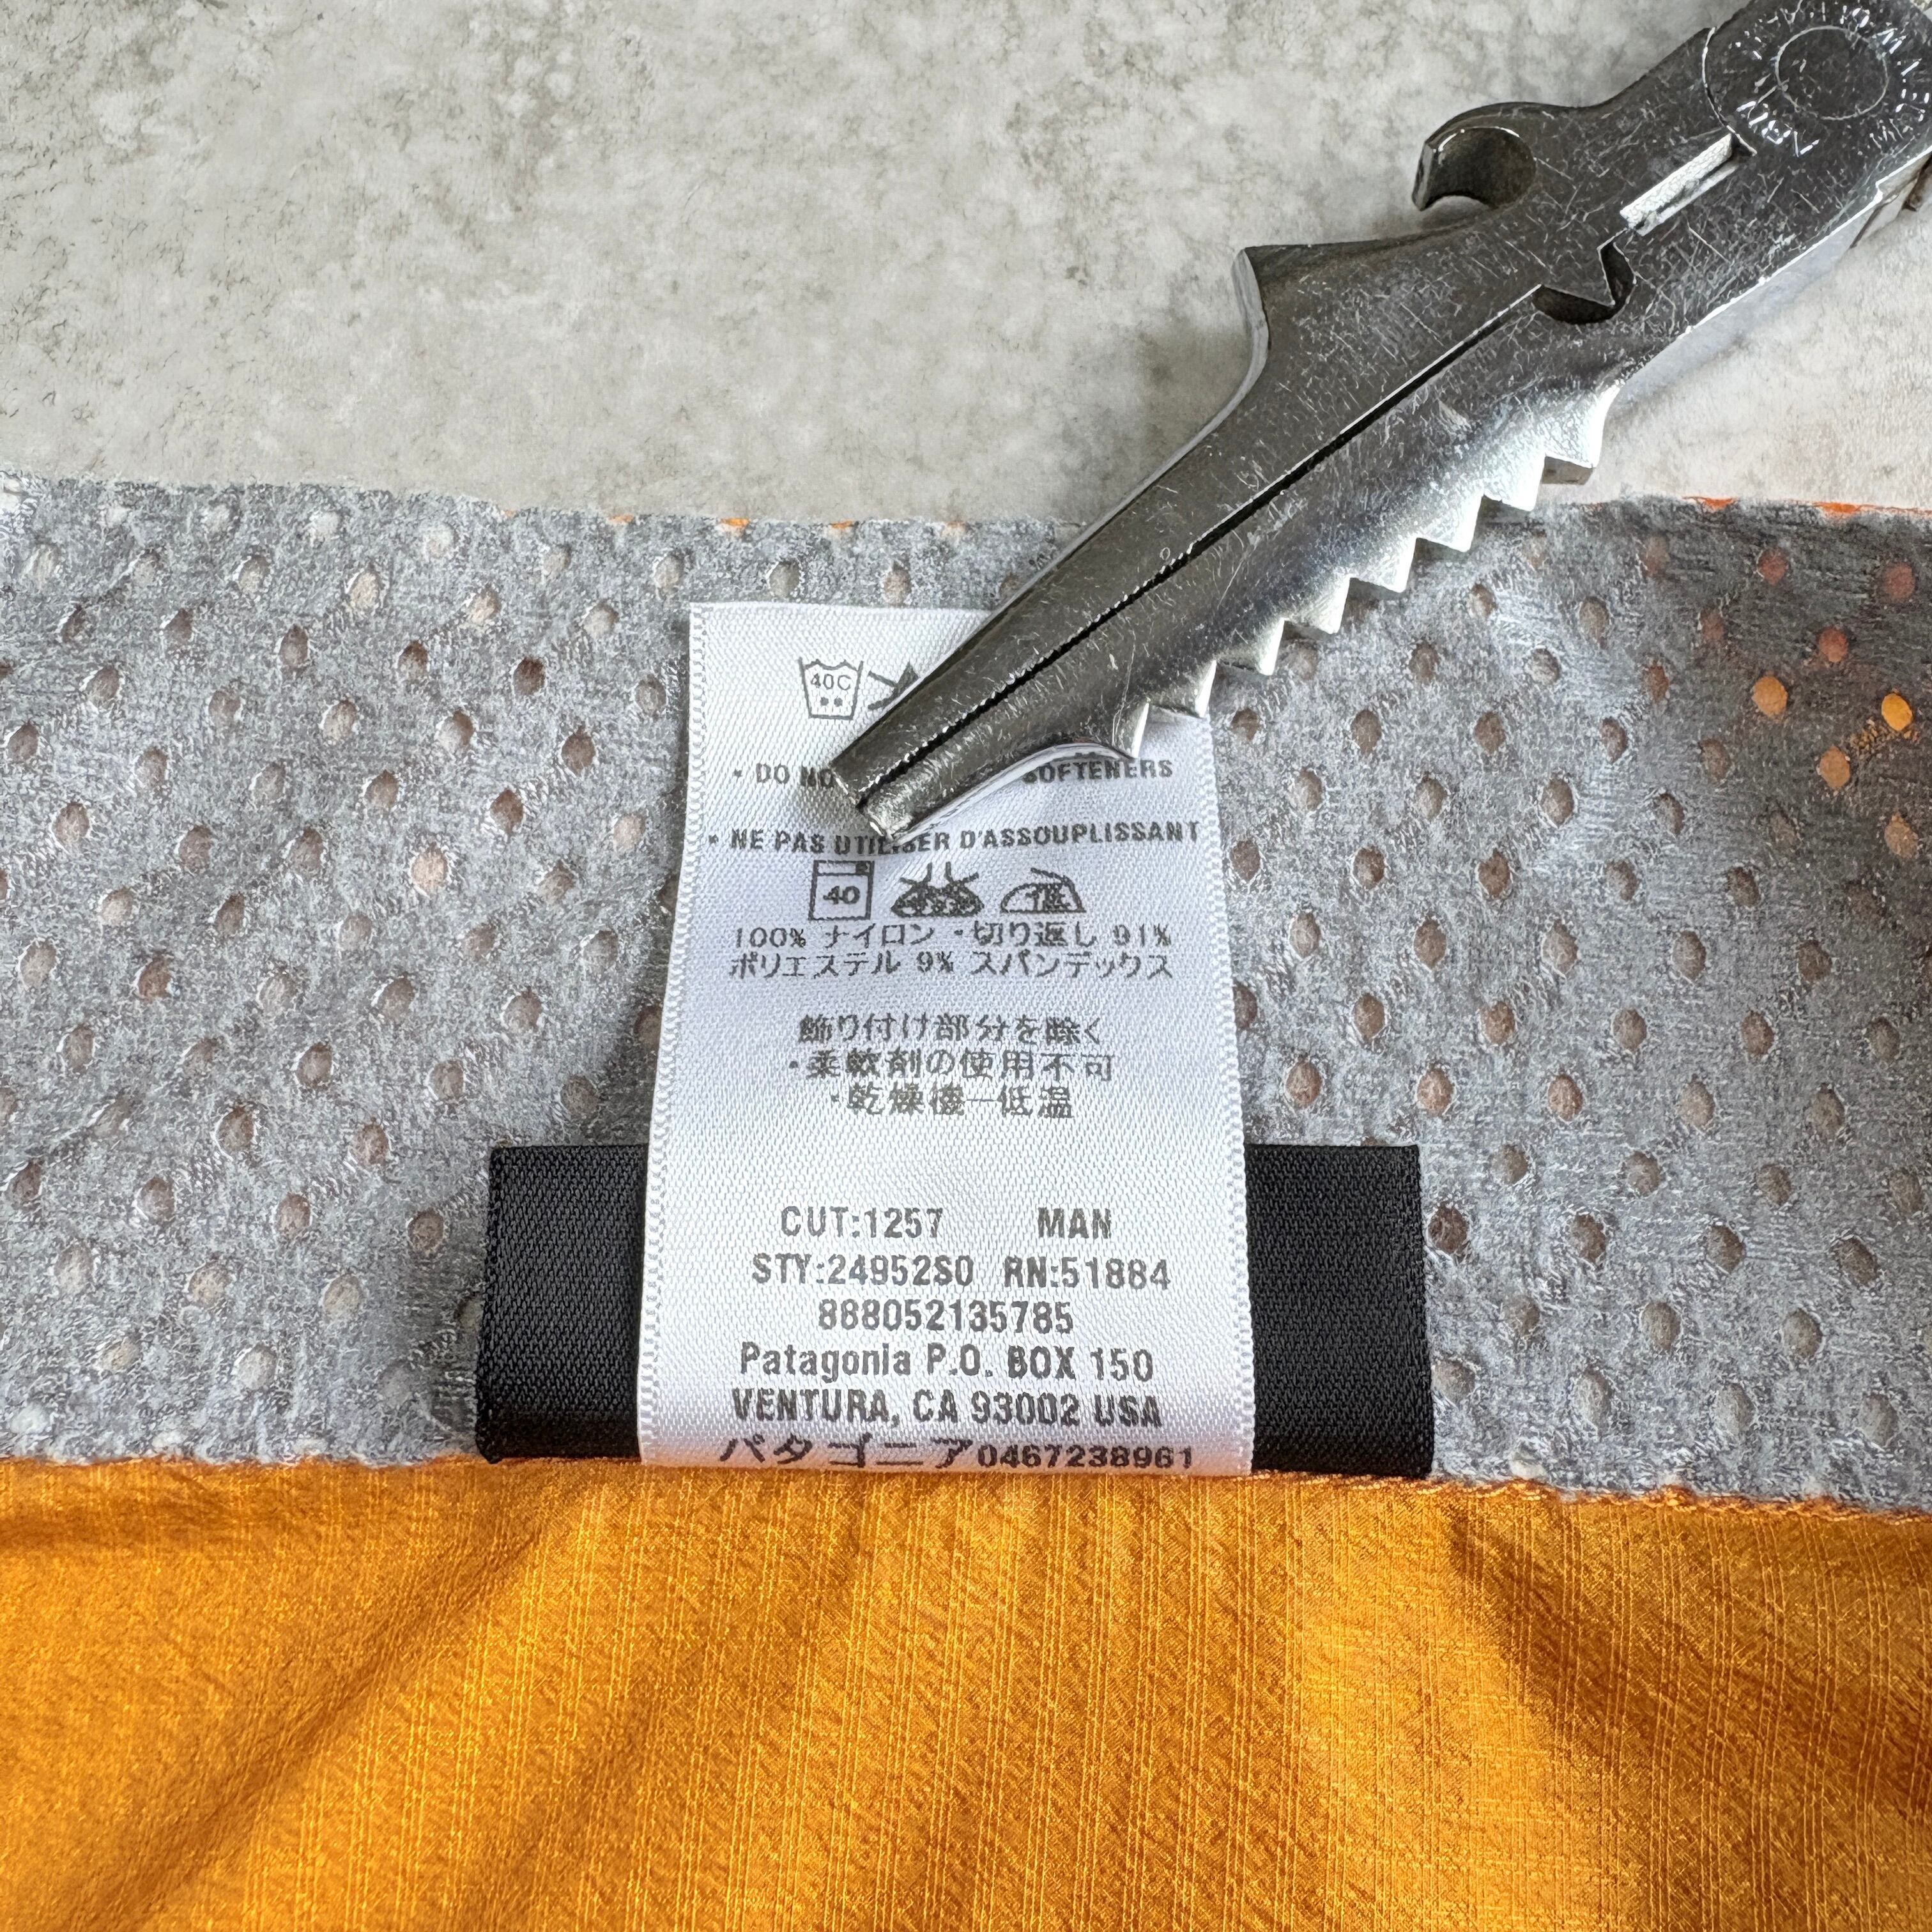 40C
• DO NO SOFTENERS
• NE PAS UTILISER D'ASSOUPLISSANT
40 低
100% ナイロン・切り返し 91%
ポリエステル 9% スパンデックス
飾り付け部分を除く
・柔軟剤の使用不可
・乾燥機－低温
CUT:1257 MAN
STY:24952S0 RN:51884
888052135785
Patagonia P.O. BOX 150
VENTURA, CA 93002 USA
パタゴニア0467238961